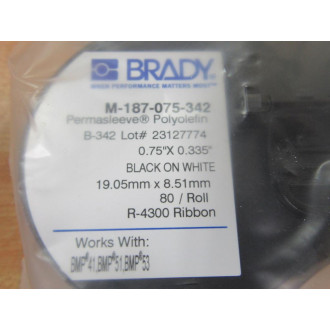 BRADY
WHEN PERFORMANCE MATTERS MOST™
M-187-075-342
Permasleeve® Polyolefin
B-342 Lot# 23127774
0.75"X 0.335"
BLACK ON WHITE
19.05mm x 8.51mm
80 / Roll
R-4300 Ribbon
Works With:
BMP®41,BMP®51,BMP®53